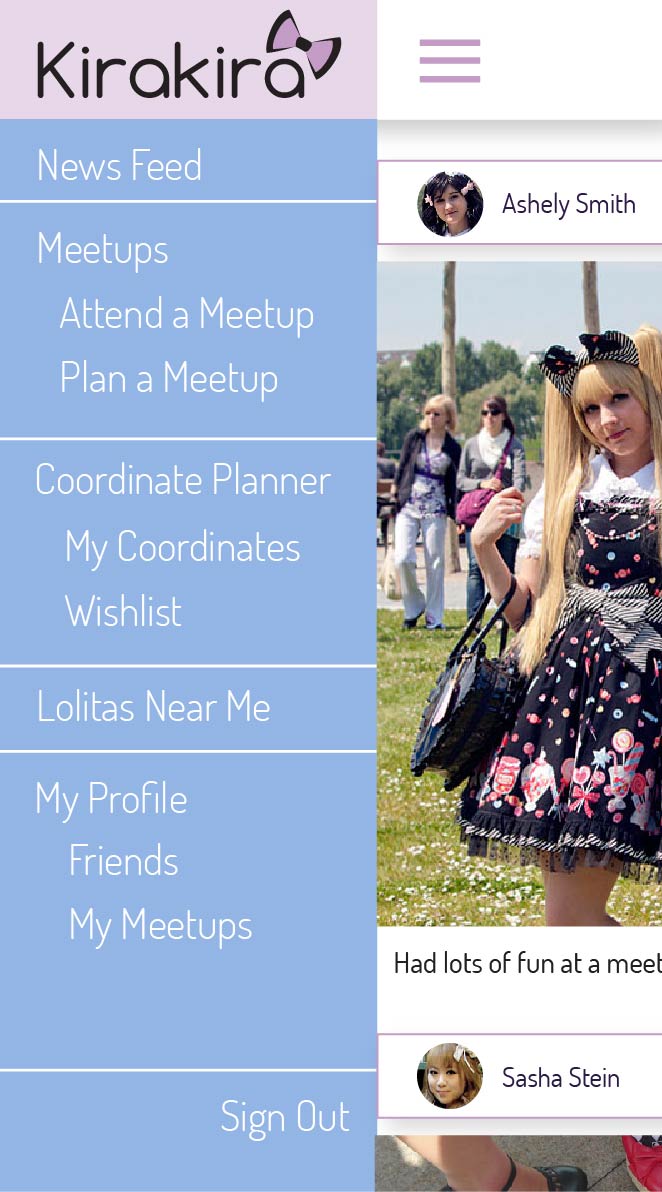 Kirakira
News Feed
Meetups
Attend a Meetup
Plan a Meetup
Coordinate Planner
My Coordinates
Wishlist
Lolitas Near Me
My Profile
Friends
My Meetups
Sign Out
Ashely Smith
Had lots of fun at a meet
Sasha Stein